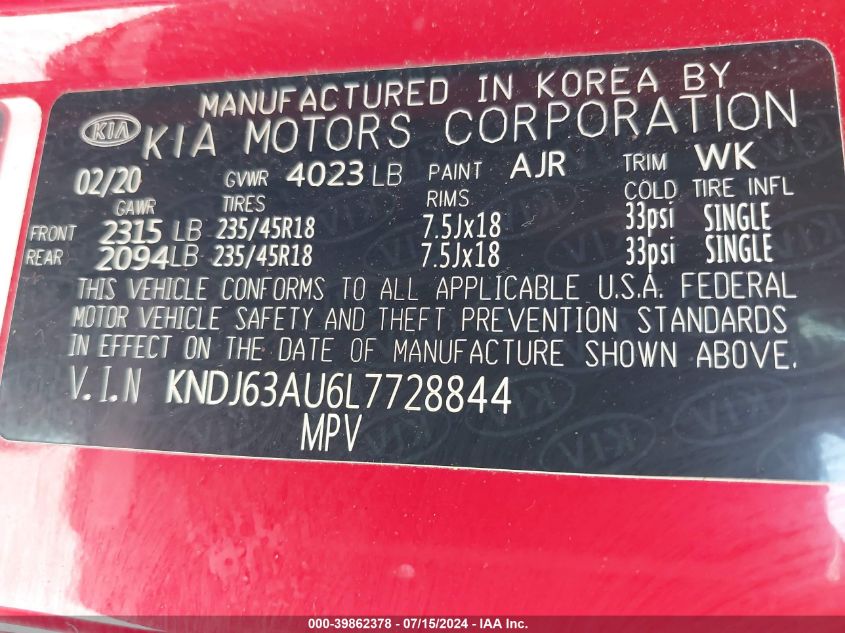 MANUFACTURED IN KOREA BY
KIA KIA MOTORS CORPORATION
02/20 GVWR 4023 LB PAINT AJR TRIM WK
GAWR TIRES RIMS COLD TIRE INFL
FRONT 2315 LB 235/45R18 7.5Jx18 33psi SINGLE
REAR 2094 LB 235/45R18 7.5Jx18 33psi SINGLE
THIS VEHICLE CONFORMS TO ALL APPLICABLE U.S.A. FEDERAL
MOTOR VEHICLE SAFETY AND THEFT PREVENTION STANDARDS
IN EFFECT ON THE DATE OF MANUFACTURE SHOWN ABOVE.
V.I.N KNDJ63AU6L7728844
MPV
000-39862378 - 07/15/2024 - IAA Inc.